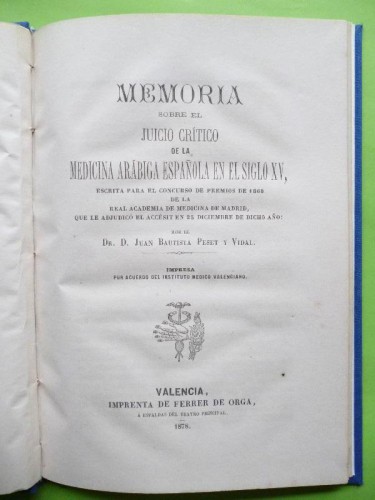 MEMORIA
SOBRE EL
JUICIO CRÍTICO
DE LA
MEDICINA ARÁBIGA ESPAÑOLA EN EL SIGLO XV,
ESCRITA PARA EL CONCURSO DE PREMIOS DE 1868
DE LA
REAL ACADEMIA DE MEDICINA DE MADRID,
QUE LE ADJUDICÓ EL ACCÉSIT EN 25 DICIEMBRE DE DICHO AÑO:
POR EL
DR. D. JUAN BAUTISTA PESET Y VIDAL.
IMPRESA
POR ACUERDO DEL INSTITUTO MEDICO VALENCIANO.
VALENCIA,
IMPRENTA DE FERRER DE ORGA,
A ESPALDAS DEL TEATRO PRINCIPAL.
1878.